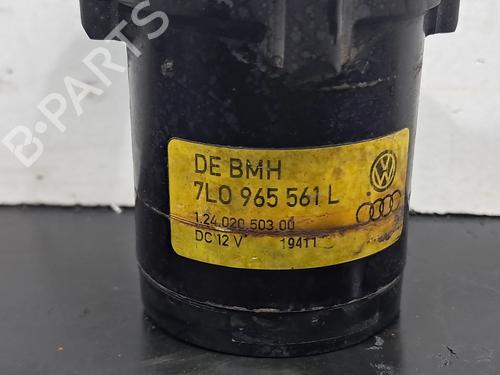 B-PARTS
DE BMH
7L0 965 561 L
1.24.020.503.00
DC 12 V 19411